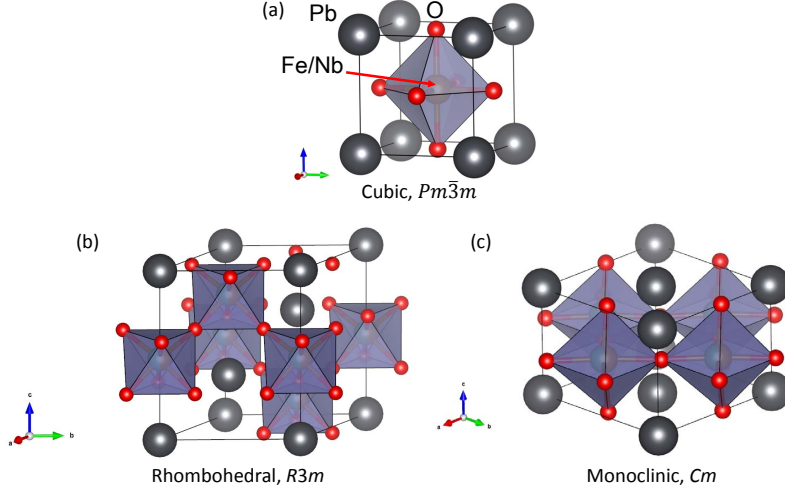 (a)
Pb
O
Fe/Nb
Cubic, Pm3̄m
(b)
(c)
c
a
b
c
a
b
Rhombohedral, R3m
Monoclinic, Cm